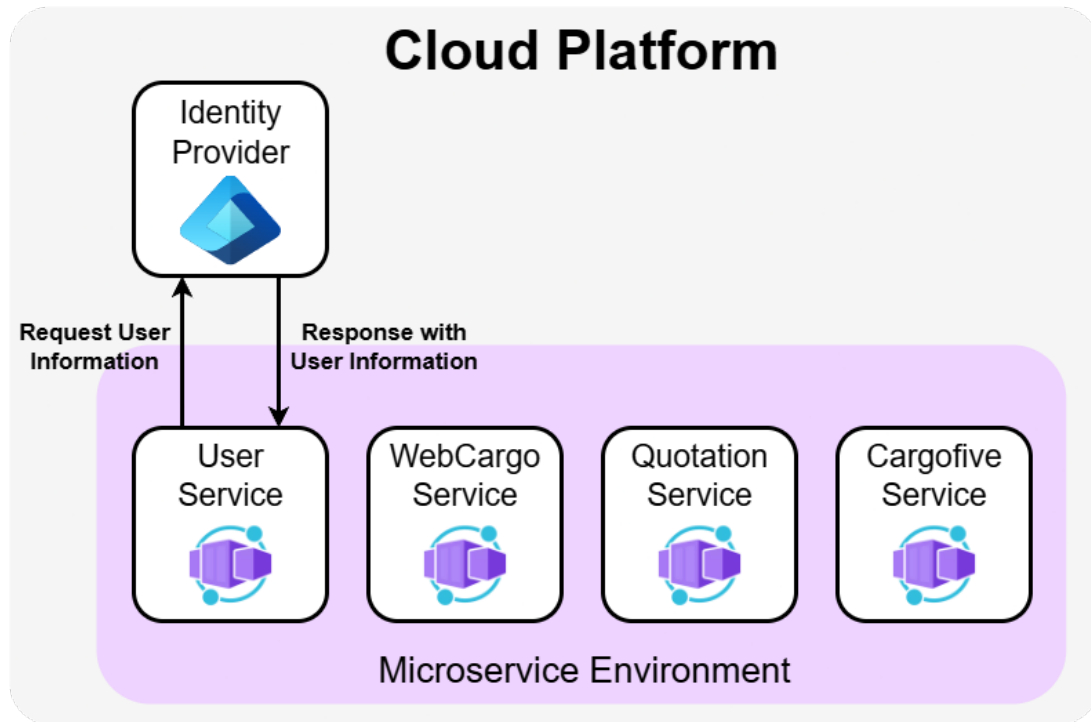 Cloud Platform
Identity
Provider
Request User
Information
Response with
User Information
User
Service
WebCargo
Service
Quotation
Service
Cargofive
Service
Microservice Environment